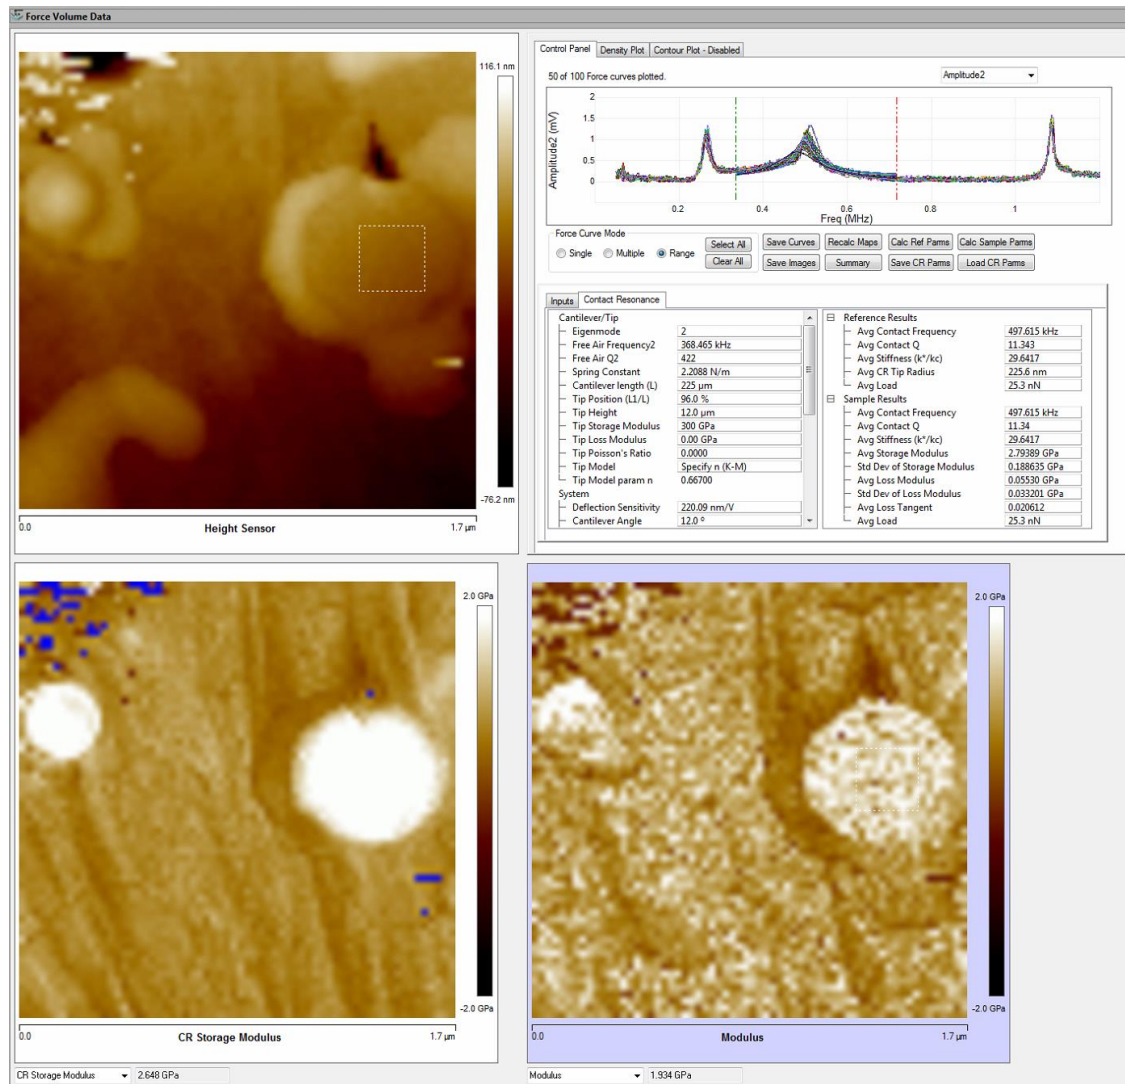 Force Volume Data
116.1 nm
-76.2 nm
0.0 Height Sensor 1.7 µm
Control Panel Density Plot Contour Plot - Disabled
50 of 100 Force curves plotted. Amplitude2
Amplitude2 (mV)
2
1.5
1
0.5
0
0.2 0.4 0.6 0.8 1
Freq (MHz)
Force Curve Mode
Single Multiple Range
Select All Save Curves Recalc Maps Calc Ref Parms Calc Sample Parms
Clear All Save Images Summary Save CR Parms Load CR Parms
Inputs Contact Resonance
Cantilever/Tip
Eigenmode 2
Free Air Frequency2 368.465 kHz
Free Air Q2 422
Spring Constant 2.2088 N/m
Cantilever length (L) 225 µm
Tip Position (L1/L) 96.0 %
Tip Height 12.0 µm
Tip Storage Modulus 300 GPa
Tip Loss Modulus 0.00 GPa
Tip Poisson's Ratio 0.0000
Tip Model Specify n (K-M)
Tip Model param n 0.66700
System
Deflection Sensitivity 220.09 nm/V
Cantilever Angle 12.0 º
Reference Results
Avg Contact Frequency 497.615 kHz
Avg Contact Q 11.343
Avg Stiffness (k*/kc) 29.6417
Avg CR Tip Radius 225.6 nm
Avg Load 25.3 nN
Sample Results
Avg Contact Frequency 497.615 kHz
Avg Contact Q 11.34
Avg Stiffness (k*/kc) 29.6417
Avg Storage Modulus 2.79389 GPa
Std Dev of Storage Modulus 0.188635 GPa
Avg Loss Modulus 0.05530 GPa
Std Dev of Loss Modulus 0.033201 GPa
Avg Loss Tangent 0.020612
Avg Load 25.3 nN
2.0 GPa
-2.0 GPa
0.0 CR Storage Modulus 1.7 µm
CR Storage Modulus 2.648 GPa
2.0 GPa
-2.0 GPa
0.0 Modulus 1.7 µm
Modulus 1.934 GPa